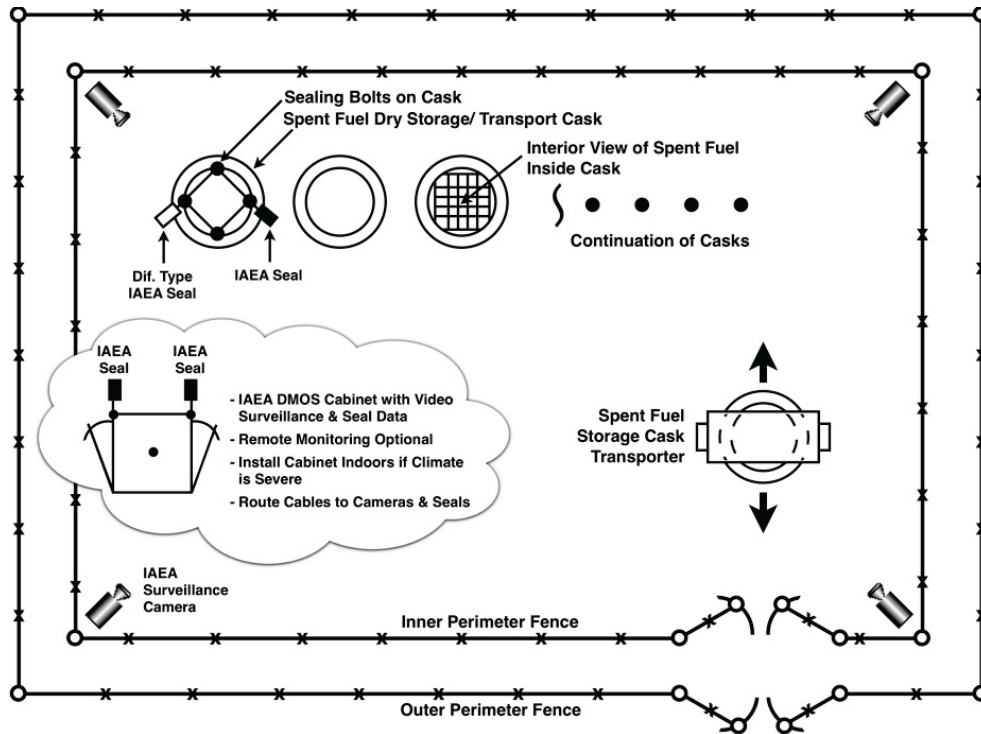 Sealing Bolts on Cask
Spent Fuel Dry Storage/ Transport Cask
Interior View of Spent Fuel
Inside Cask
Continuation of Casks
Dif. Type
IAEA Seal
IAEA Seal
IAEA
Seal
IAEA
Seal
- IAEA DMOS Cabinet with Video
Surveillance & Seal Data
- Remote Monitoring Optional
- Install Cabinet Indoors if Climate
is Severe
- Route Cables to Cameras & Seals
Spent Fuel
Storage Cask
Transporter
IAEA
Surveillance
Camera
Inner Perimeter Fence
Outer Perimeter Fence